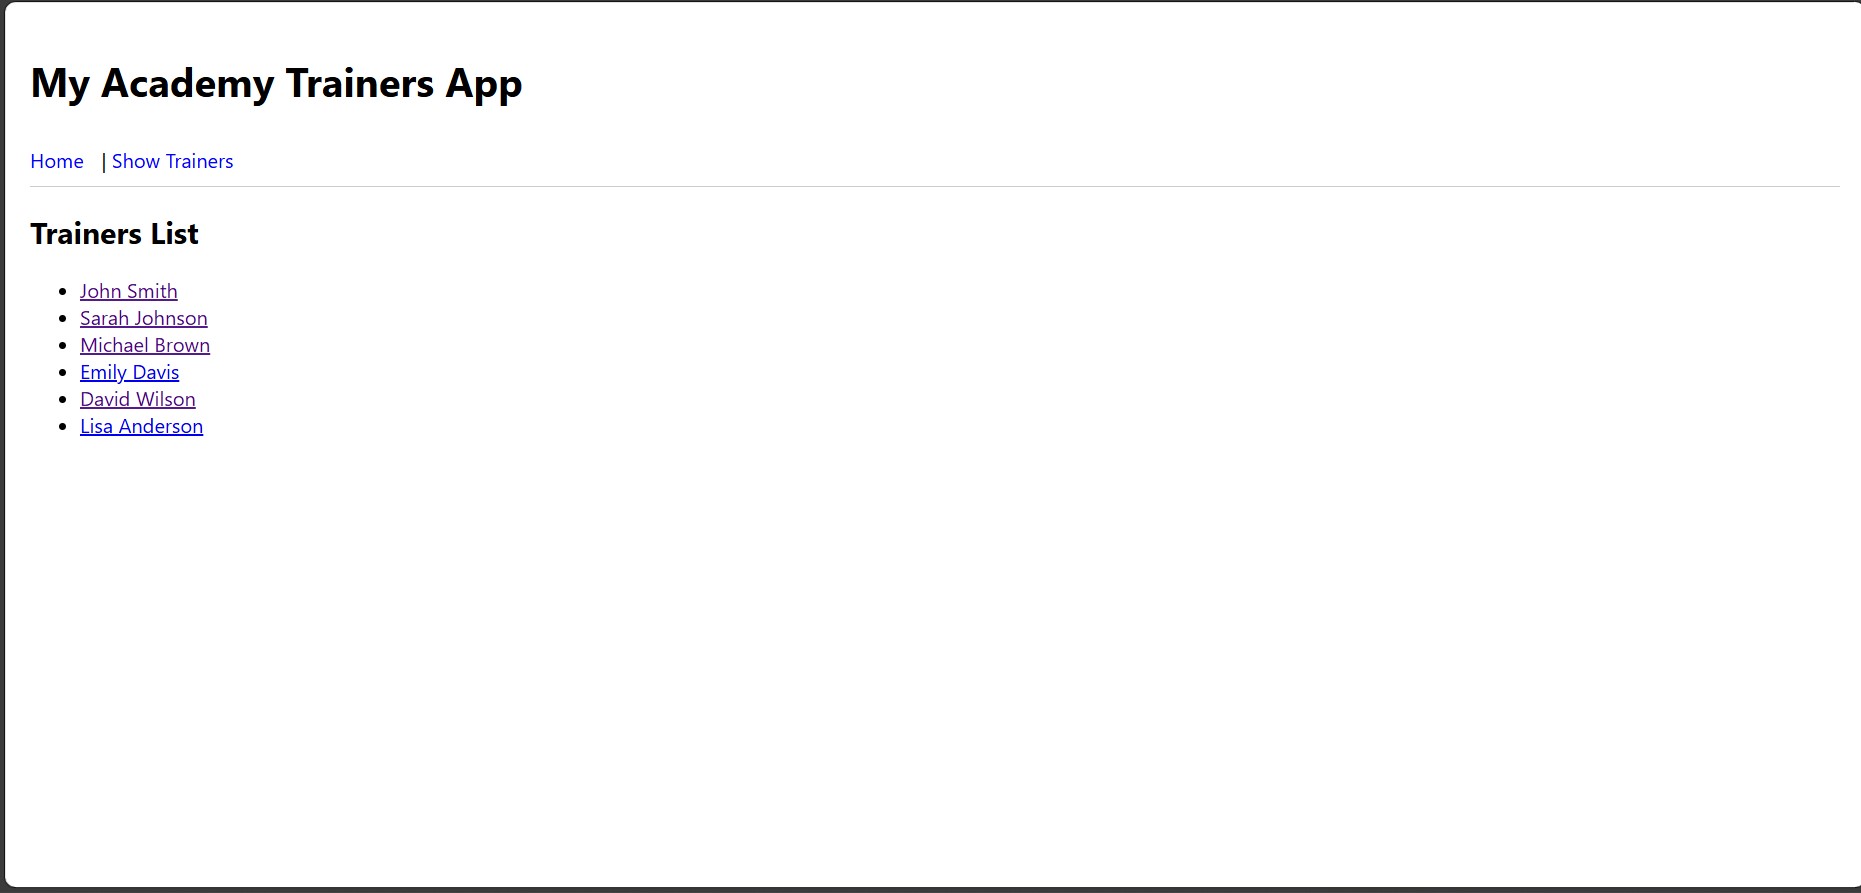 My Academy Trainers App
Home | Show Trainers
Trainers List
John Smith
Sarah Johnson
Michael Brown
Emily Davis
David Wilson
Lisa Anderson